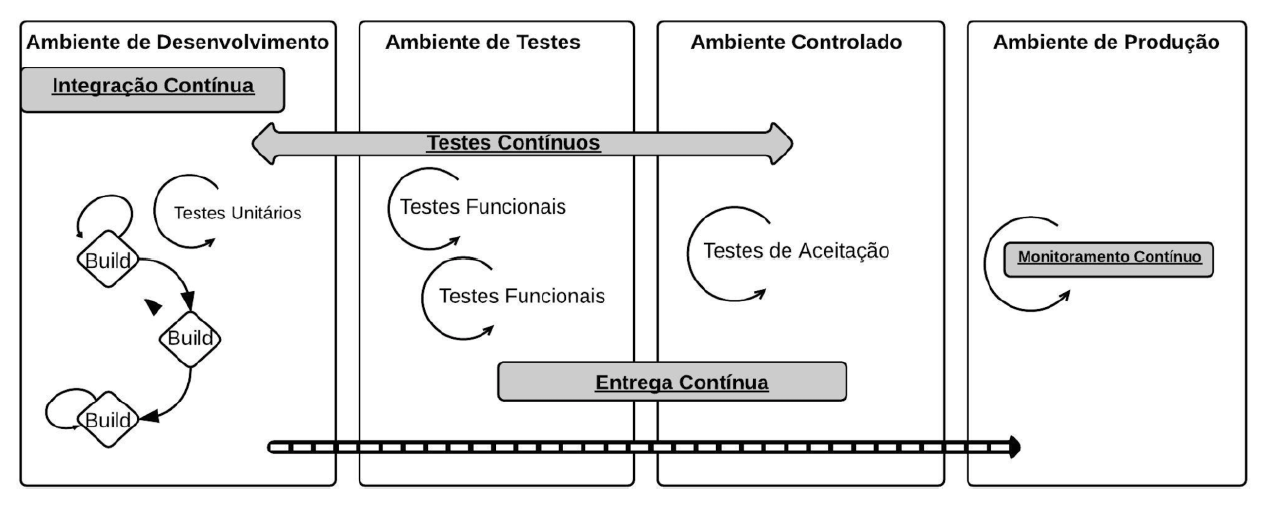 Ambiente de Desenvolvimento
Integração Contínua
Testes Unitários
Build
Build
Build
Ambiente de Testes
Testes Contínuos
Testes Funcionais
Testes Funcionais
Entrega Contínua
Ambiente Controlado
Testes de Aceitação
Ambiente de Produção
Monitoramento Contínuo